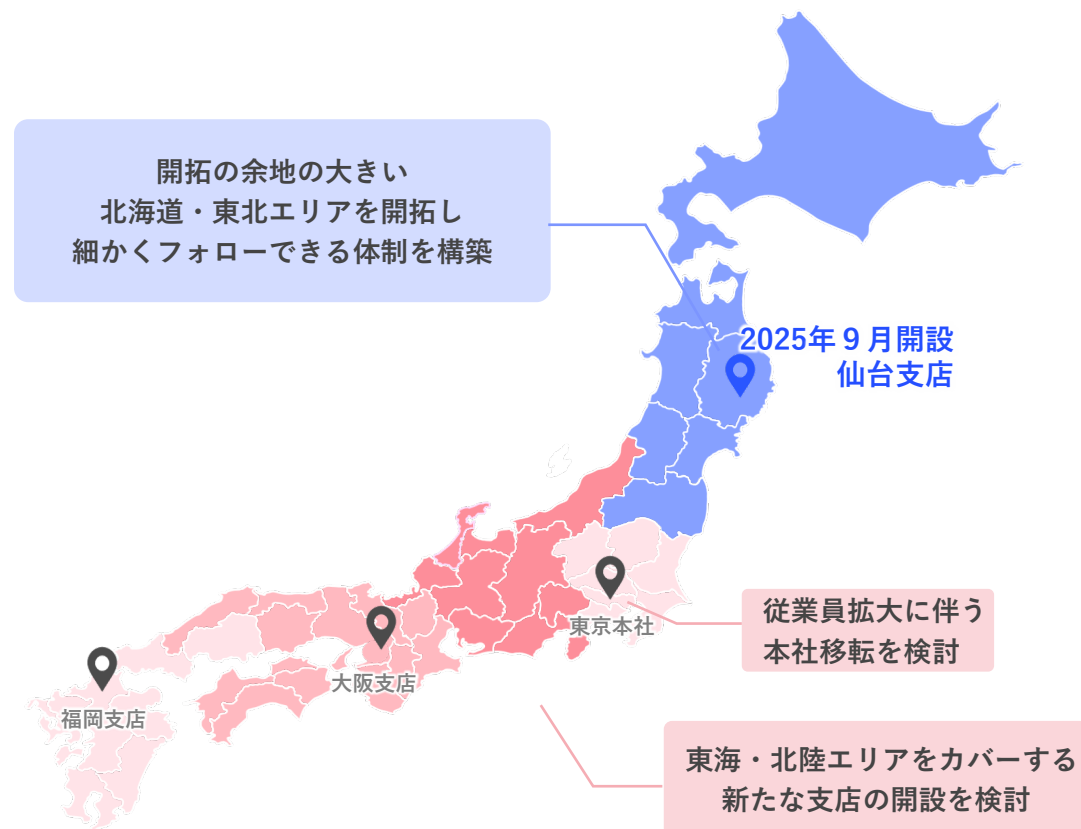 開拓の余地の大きい
北海道・東北エリアを開拓し
細かくフォローできる体制を構築
2025年９月開設
仙台支店
東京本社
従業員拡大に伴う
本社移転を検討
大阪支店
福岡支店
東海・北陸エリアをカバーする
新たな支店の開設を検討